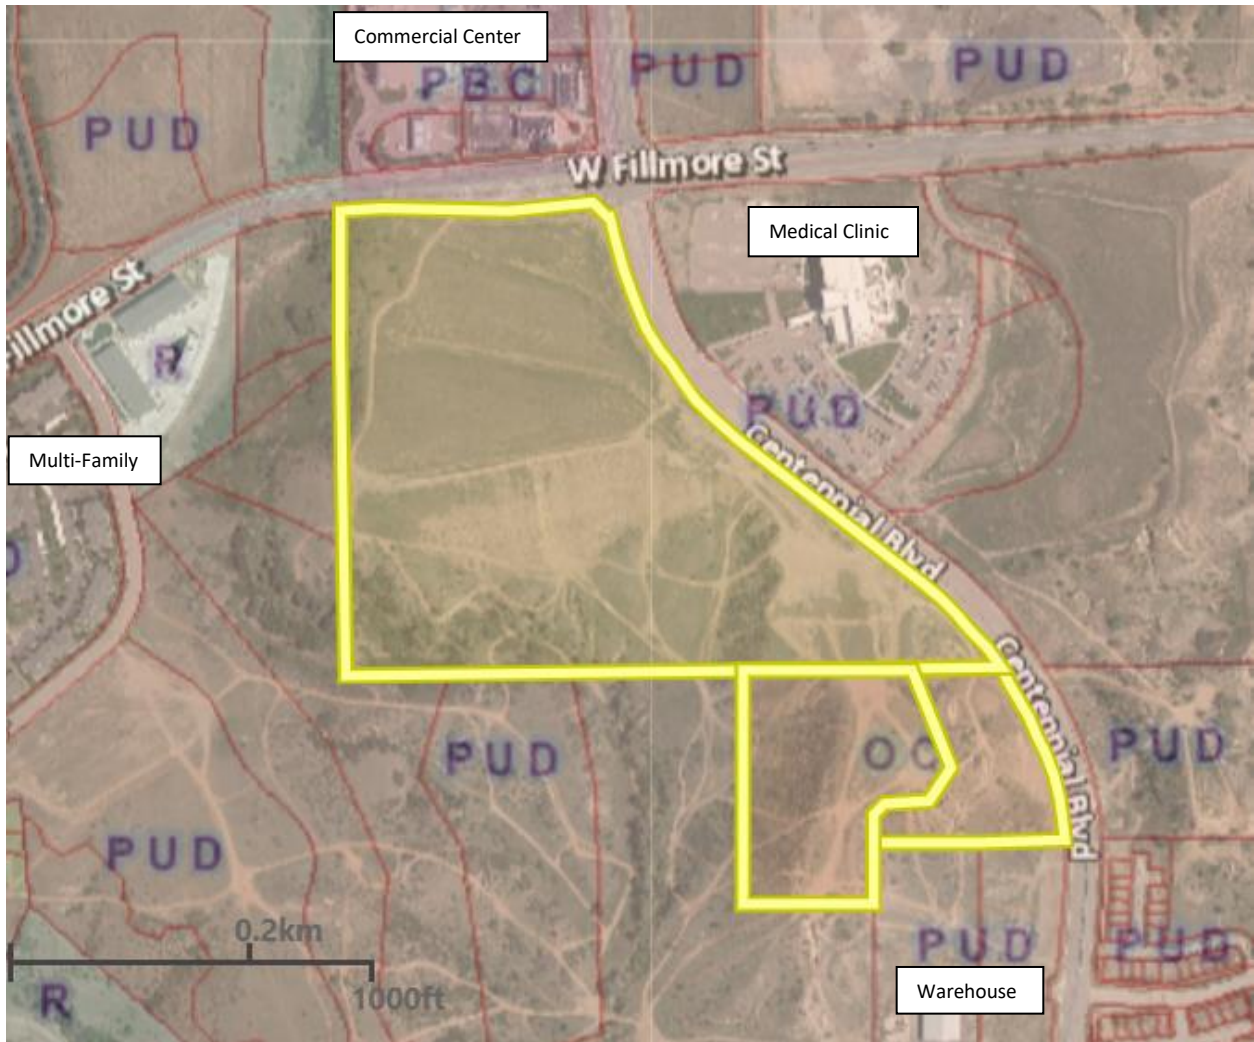 Commercial Center
PBC
PUD
PUD
PUD
W Fillmore St
Medical Clinic
Fillmore St
R
PUD
Multi-Family
Centennial Blvd
Centennial Blvd
OC
PUD
PUD
PUD
0.2km
1000ft
PUD
PUD
R
Warehouse